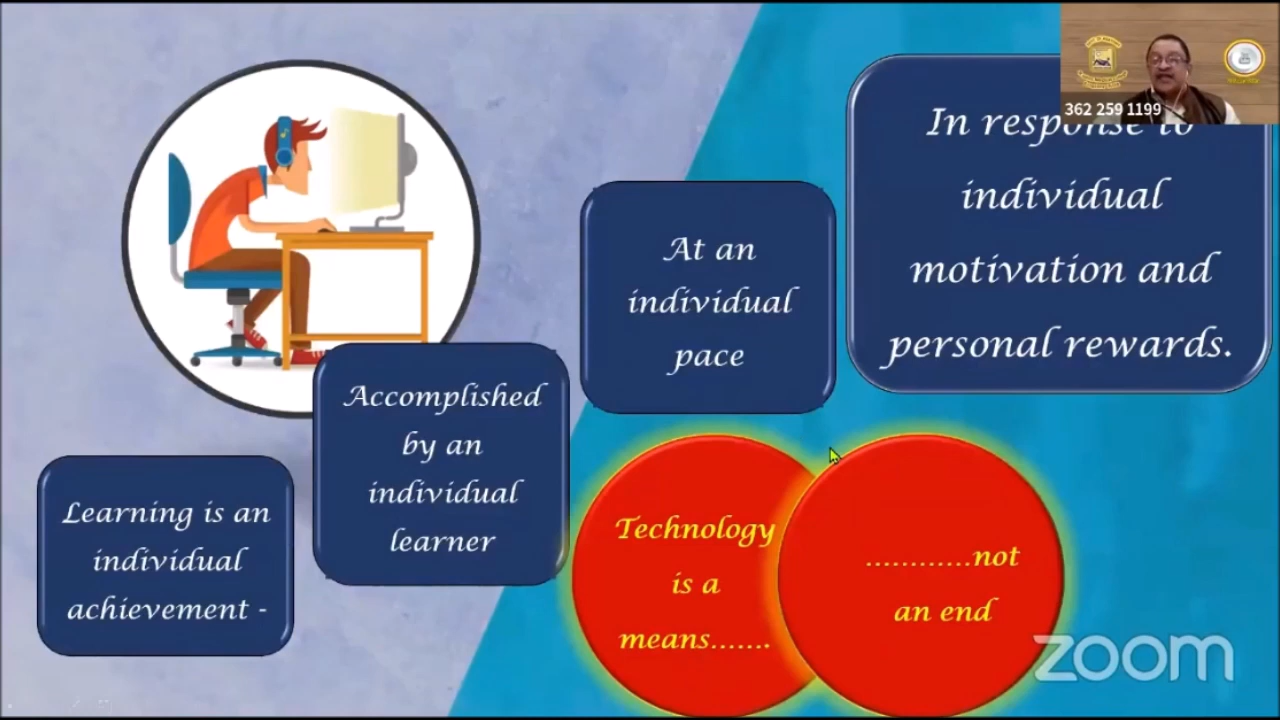 Learning is an
individual
achievement -
Accomplished
by an
individual
learner
At an
individual
pace
In response to
individual
motivation and
personal rewards.
Technology
is a
means.......
............not
an end
362 259 1199
zoom